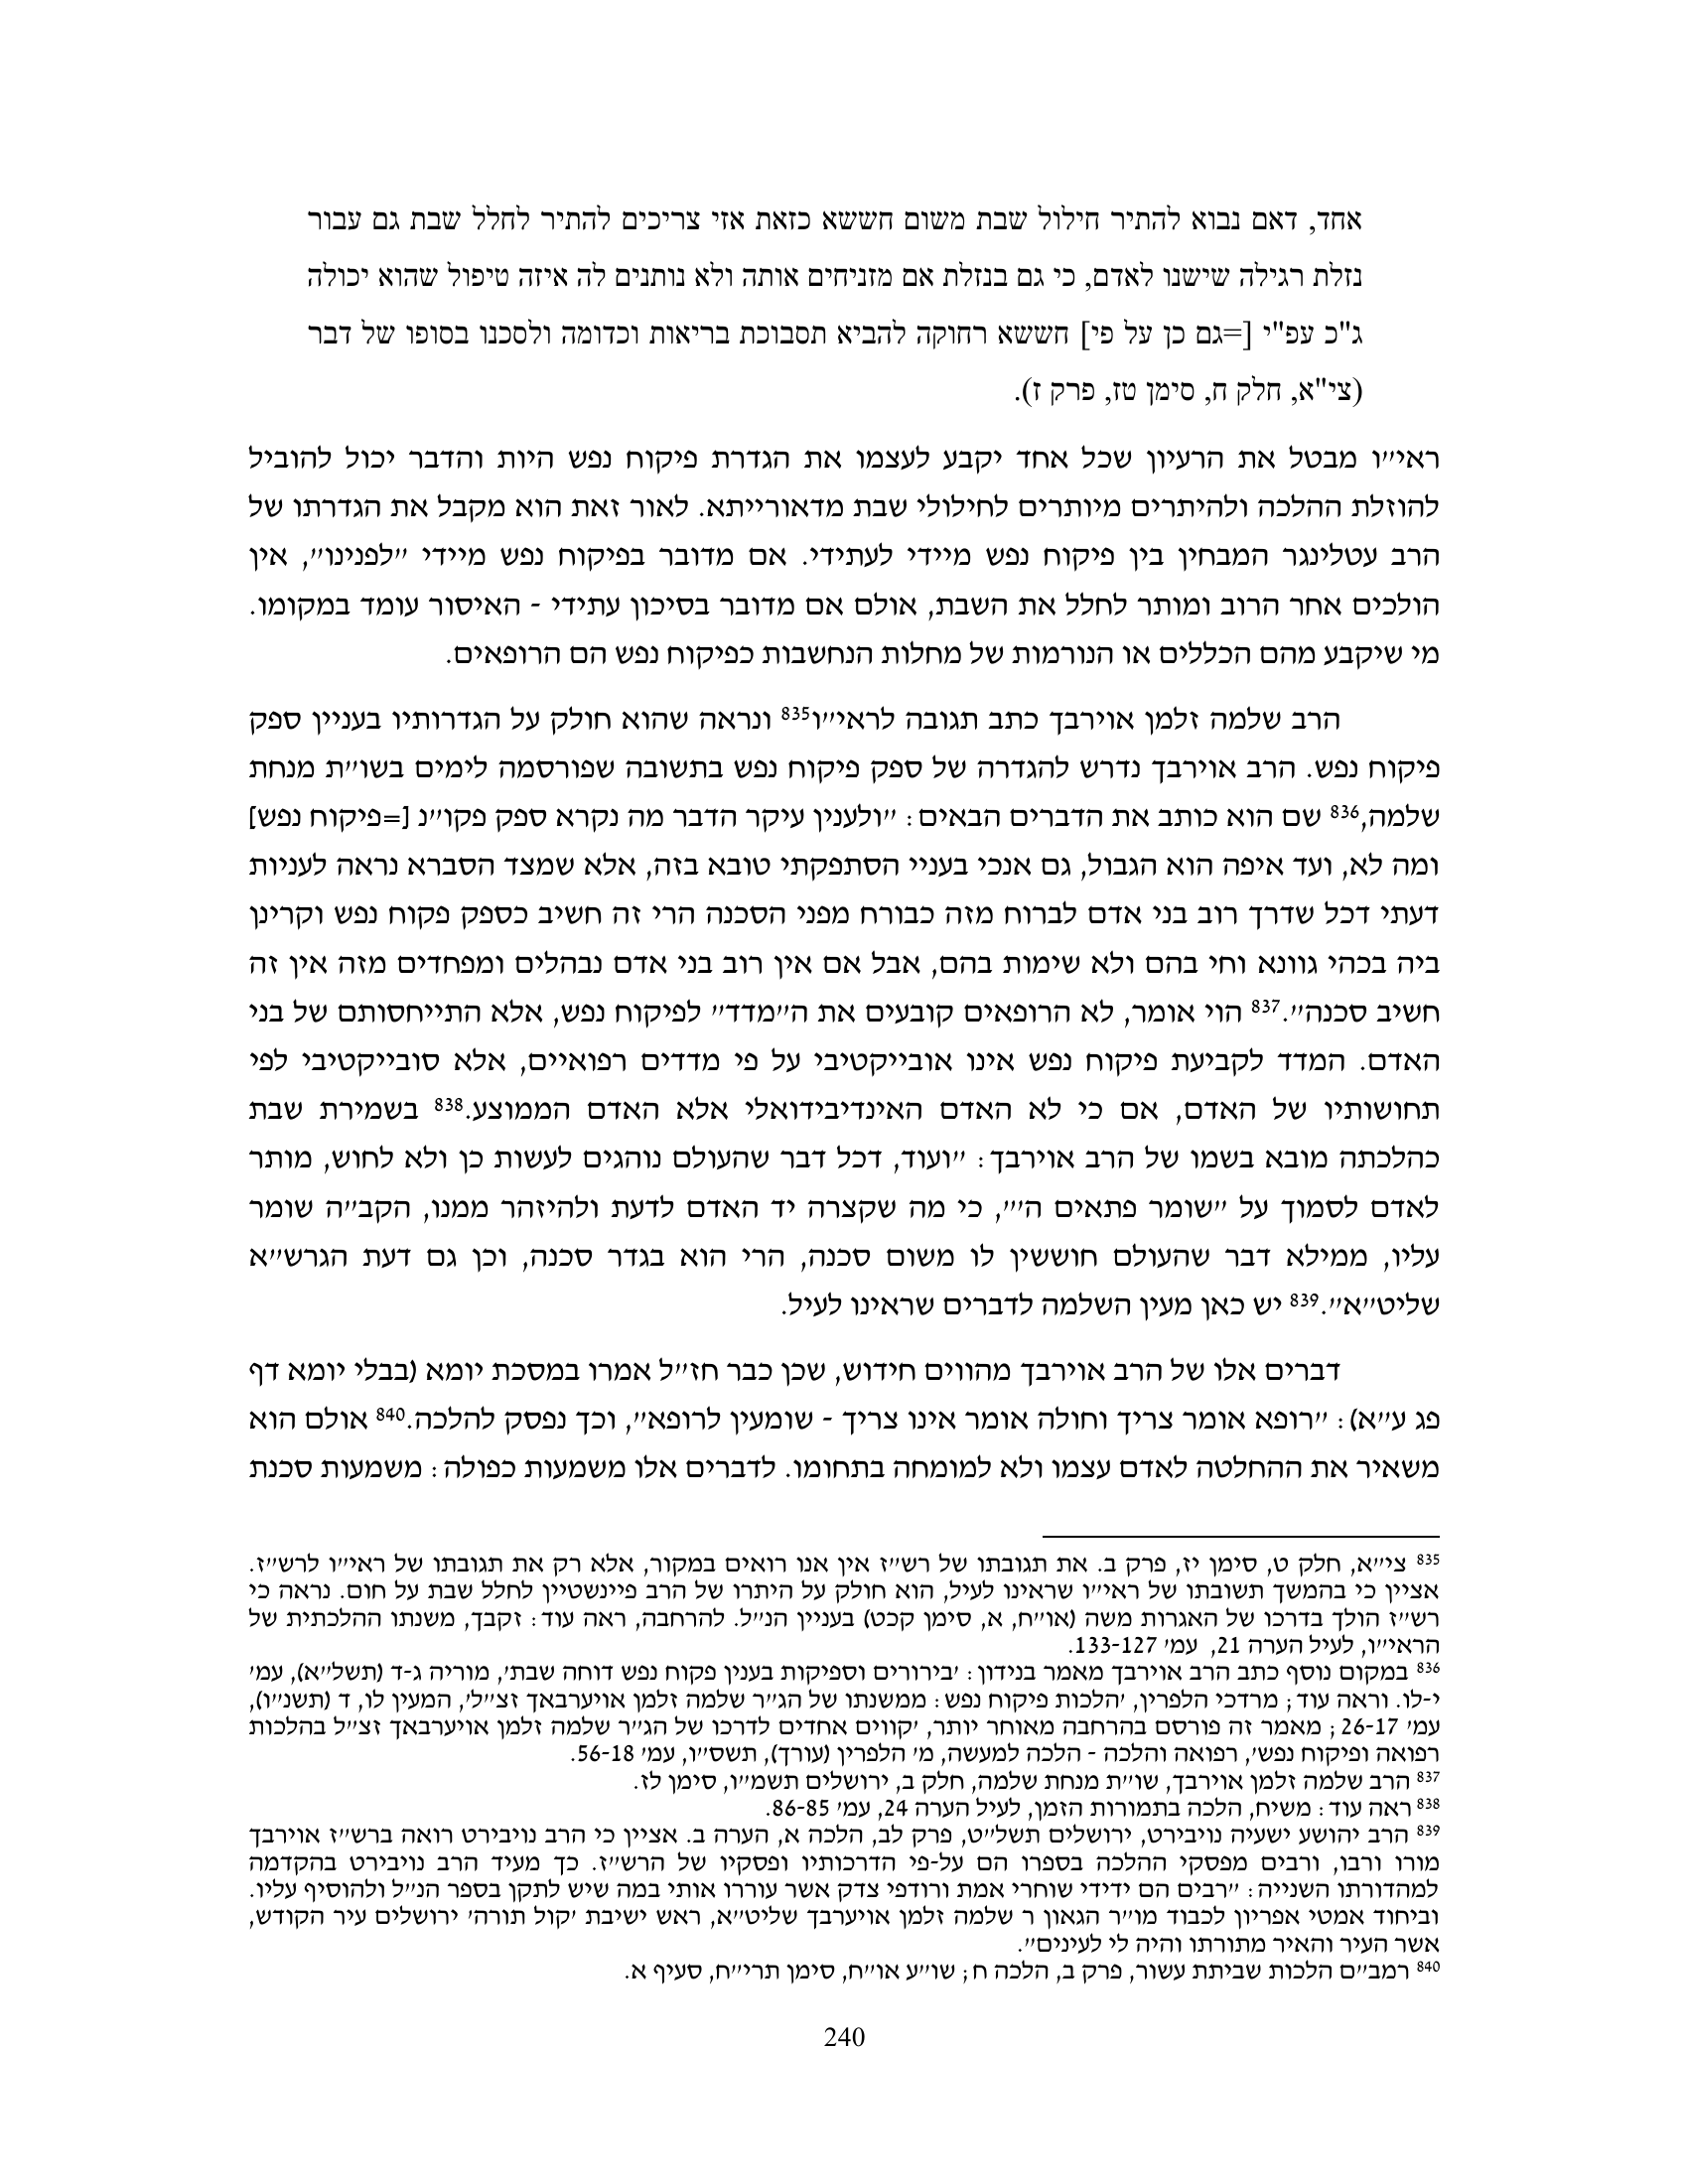 אחד, דאם נבוא להתיר חילול שבת משום חששא כזאת אזי צריכים להתיר לחלל שבת גם עבור
נזלת רגילה שישנו לאדם, כי גם בנזלת אם מזניחים אותה ולא נותנים לה איזה טיפול שהוא יכולה
ג"כ עפ"י [=גם כן על פי] חששא רחוקה להביא תסבוכת בריאות וכדומה ולסכנו בסופו של דבר
(צי"א, חלק ח, סימן טז, פרק ז).
ראי"ו מבטל את הרעיון שכל אחד יקבע לעצמו את הגדרת פיקוח נפש היות והדבר יכול להוביל
להוזלת ההלכה ולהיתרים מיותרים לחילולי שבת מדאורייתא. לאור זאת הוא מקבל את הגדרתו של
הרב עטלינגר המבחין בין פיקוח נפש מיידי לעתידי. אם מדובר בפיקוח נפש מיידי "לפנינו", אין
הולכים אחר הרוב ומותר לחלל את השבת, אולם אם מדובר בסיכון עתידי - האיסור עומד במקומו.
מי שיקבע מהם הכללים או הנורמות של מחלות הנחשבות כפיקוח נפש הם הרופאים.
הרב שלמה זלמן אוירבך כתב תגובה לראי"ו835 ונראה שהוא חולק על הגדרותיו בעניין ספק
פיקוח נפש. הרב אוירבך נדרש להגדרה של ספק פיקוח נפש בתשובה שפורסמה לימים בשו"ת מנחת
שלמה,836 שם הוא כותב את הדברים הבאים: "ולענין עיקר הדבר מה נקרא ספק פקו"נ [=פיקוח נפש]
ומה לא, ועד איפה הוא הגבול, גם אנכי בעניי הסתפקתי טובא בזה, אלא שמצד הסברא נראה לעניות
דעתי דכל שדרך רוב בני אדם לברוח מזה כבורח מפני הסכנה הרי זה חשיב כספק פקוח נפש וקרינן
ביה בכהי גוונא וחי בהם ולא שימות בהם, אבל אם אין רוב בני אדם נבהלים ומפחדים מזה אין זה
חשיב סכנה".837 הוי אומר, לא הרופאים קובעים את ה"מדד" לפיקוח נפש, אלא התייחסותם של בני
האדם. המדד לקביעת פיקוח נפש אינו אובייקטיבי על פי מדדים רפואיים, אלא סובייקטיבי לפי
תחושותיו של האדם, אם כי לא האדם האינדיבידואלי אלא האדם הממוצע.838 בשמירת שבת
כהלכתה מובא בשמו של הרב אוירבך: "ועוד, דכל דבר שהעולם נוהגים לעשות כן ולא לחוש, מותר
לאדם לסמוך על "שומר פתאים ה'", כי מה שקצרה יד האדם לדעת ולהיזהר ממנו, הקב"ה שומר
עליו, ממילא דבר שהעולם חוששין לו משום סכנה, הרי הוא בגדר סכנה, וכן גם דעת הגרש"א
שליט"א".839 יש כאן מעין השלמה לדברים שראינו לעיל.
דברים אלו של הרב אוירבך מהווים חידוש, שכן כבר חז"ל אמרו במסכת יומא (בבלי יומא דף
פג ע"א): "רופא אומר צריך וחולה אומר אינו צריך - שומעין לרופא", וכך נפסק להלכה.840 אולם הוא
משאיר את ההחלטה לאדם עצמו ולא למומחה בתחומו. לדברים אלו משמעות כפולה: משמעות סכנת
835 צי"א, חלק ט, סימן יז, פרק ב. את תגובתו של רש"ז אין אנו רואים במקור, אלא רק את תגובתו של ראי"ו לרש"ז.
אציין כי בהמשך תשובתו של ראי"ו שראינו לעיל, הוא חולק על היתרו של הרב פיינשטיין לחלל שבת על חום. נראה כי
רש"ז הולך בדרכו של האגרות משה (או"ח, א, סימן קכט) בעניין הנ"ל. להרחבה, ראה עוד: זקבך, משנתו ההלכתית של
הראי"ו, לעיל הערה 21, עמ' 133-127.
836 במקום נוסף כתב הרב אוירבך מאמר בנידון: 'בירורים וספיקות בענין פקוח נפש דוחה שבת', מוריה ג-ד (תשל"א), עמ'
י-לו. וראה עוד; מרדכי הלפרין, 'הלכות פיקוח נפש: ממשנתו של הג"ר שלמה זלמן אויערבאך זצ"ל', המעין לו, ד (תשנ"ו),
עמ' 26-17; מאמר זה פורסם בהרחבה מאוחר יותר, 'קווים אחדים לדרכו של הג"ר שלמה זלמן אויערבאך זצ"ל בהלכות
רפואה ופיקוח נפש', רפואה והלכה - הלכה למעשה, מ' הלפרין (עורך), תשס"ו, עמ' 56-18.
837 הרב שלמה זלמן אוירבך, שו"ת מנחת שלמה, חלק ב, ירושלים תשמ"ו, סימן לז.
838 ראה עוד: משיח, הלכה בתמורות הזמן, לעיל הערה 24, עמ' 86-85.
839 הרב יהושע ישעיה נויבירט, ירושלים תשל"ט, פרק לב, הלכה א, הערה ב. אציין כי הרב נויבירט רואה ברש"ז אוירבך
מורו ורבו, ורבים מפסקי ההלכה בספרו הם על-פי הדרכותיו ופסקיו של הרש"ז. כך מעיד הרב נויבירט בהקדמה
למהדורתו השנייה: "רבים הם ידידי שוחרי אמת ורודפי צדק אשר עוררו אותי במה שיש לתקן בספר הנ"ל ולהוסיף עליו.
וביחוד אמטי אפריון לכבוד מו"ר הגאון ר שלמה זלמן אויערבך שליט"א, ראש ישיבת 'קול תורה' ירושלים עיר הקודש,
אשר העיר והאיר מתורתו והיה לי לעינים".
840 רמב"ם הלכות שביתת עשור, פרק ב, הלכה ח; שו"ע או"ח, סימן תרי"ח, סעיף א.
240